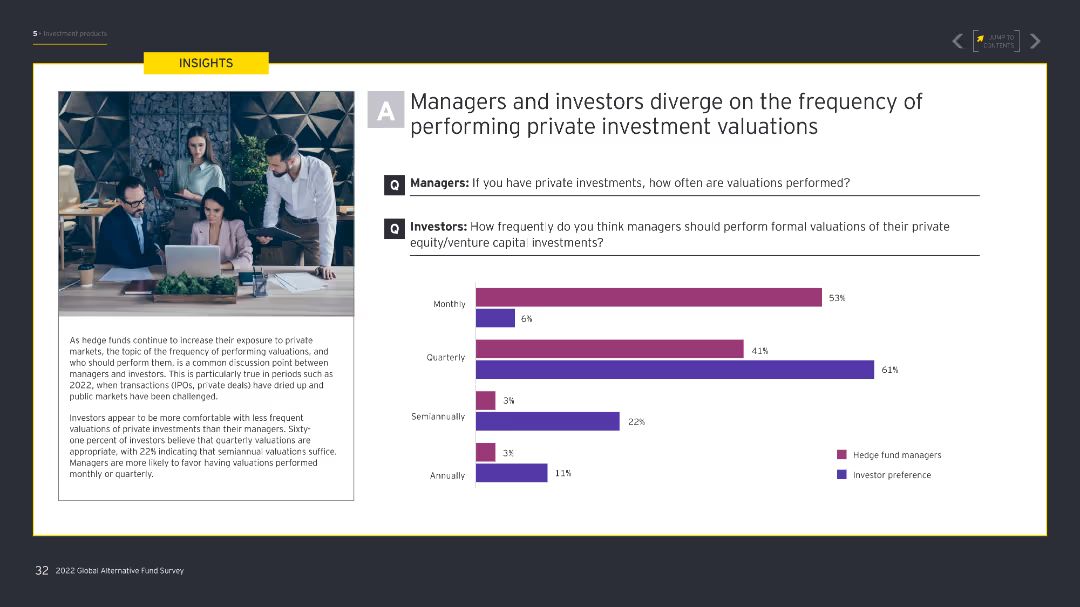 5 • Investment products
JUMP TO
CONTENTS
INSIGHTS
A
Managers and investors diverge on the frequency of
performing private investment valuations
Q Managers: If you have private investments, how often are valuations performed?
Q Investors: How frequently do you think managers should perform formal valuations of their private
equity/venture capital investments?
Monthly
53%
6%
Quarterly
41%
61%
Semiannually
3%
22%
Annually
3%
11%
Hedge fund managers
Investor preference
As hedge funds continue to increase their exposure to private
markets, the topic of the frequency of performing valuations, and
who should perform them, is a common discussion point between
managers and investors. This is particularly true in periods such as
2022, when transactions (IPOs, private deals) have dried up and
public markets have been challenged.
Investors appear to be more comfortable with less frequent
valuations of private investments than their managers. Sixty-
one percent of investors believe that quarterly valuations are
appropriate, with 22% indicating that semiannual valuations suffice.
Managers are more likely to favor having valuations performed
monthly or quarterly.
32 2022 Global Alternative Fund Survey